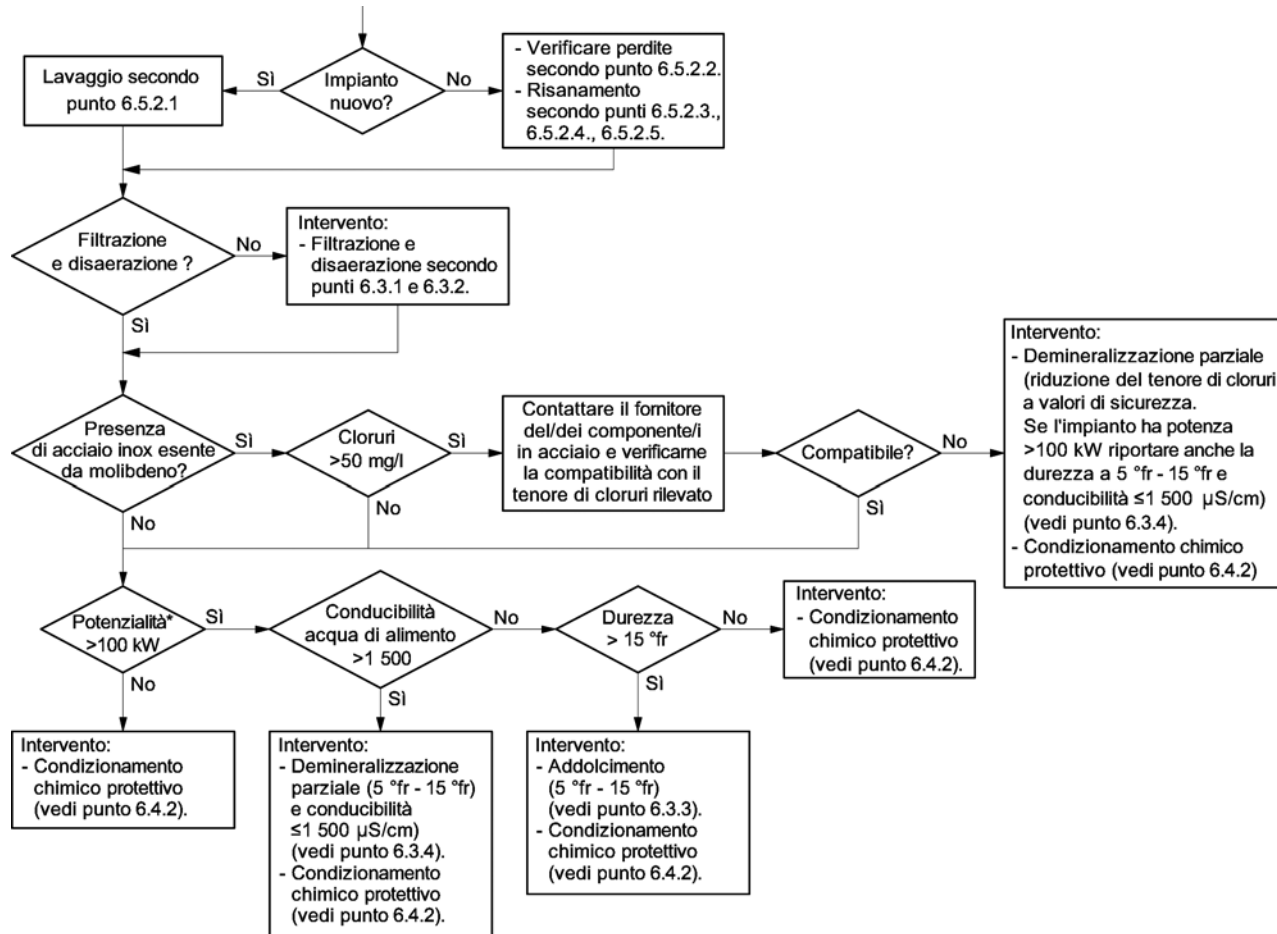 Lavaggio secondo
punto 6.5.2.1
Sì
Impianto
nuovo?
No
- Verificare perdite
secondo punto 6.5.2.2.
- Risanamento
secondo punti 6.5.2.3.,
6.5.2.4., 6.5.2.5.
Filtrazione
e disaerazione ?
No
Sì
Intervento:
- Filtrazione e
disaerazione secondo
punti 6.3.1 e 6.3.2.
Presenza
di acciaio inox esente
da molibdeno?
Sì
No
Cloruri
>50 mg/l
Sì
No
Contattare il fornitore
del/dei componente/i
in acciaio e verificarne
la compatibilità con il
tenore di cloruri rilevato
Compatibile?
No
Sì
Intervento:
- Demineralizzazione parziale
(riduzione del tenore di cloruri
a valori di sicurezza.
Se l'impianto ha potenza
>100 kW riportare anche la
durezza a 5 °fr - 15 °fr e
conducibilità ≤1 500 µS/cm)
(vedi punto 6.3.4).
- Condizionamento chimico
protettivo (vedi punto 6.4.2)
Potenzialità*
>100 kW
Sì
No
Conducibilità
acqua di alimento
>1 500
No
Sì
Durezza
> 15 °fr
No
Sì
Intervento:
- Condizionamento
chimico protettivo
(vedi punto 6.4.2).
Intervento:
- Condizionamento
chimico protettivo
(vedi punto 6.4.2).
Intervento:
- Demineralizzazione
parziale (5 °fr - 15 °fr)
e conducibilità
≤1 500 µS/cm)
(vedi punto 6.3.4).
- Condizionamento
chimico protettivo
(vedi punto 6.4.2).
Intervento:
- Addolcimento
(5 °fr - 15 °fr)
(vedi punto 6.3.3).
- Condizionamento
chimico protettivo
(vedi punto 6.4.2).